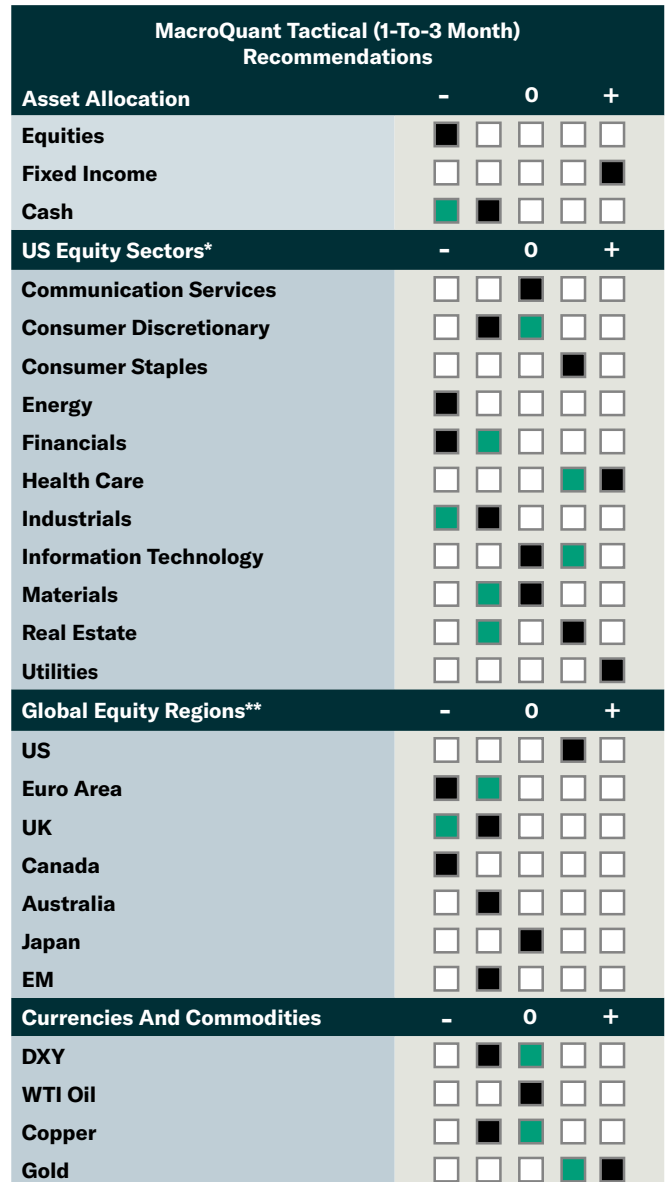 MacroQuant Tactical (1-To-3 Month)
Recommendations
Asset Allocation - 0 +
Equities
Fixed Income
Cash
US Equity Sectors* - 0 +
Communication Services
Consumer Discretionary
Consumer Staples
Energy
Financials
Health Care
Industrials
Information Technology
Materials
Real Estate
Utilities
Global Equity Regions** - 0 +
US
Euro Area
UK
Canada
Australia
Japan
EM
Currencies And Commodities - 0 +
DXY
WTI Oil
Copper
Gold